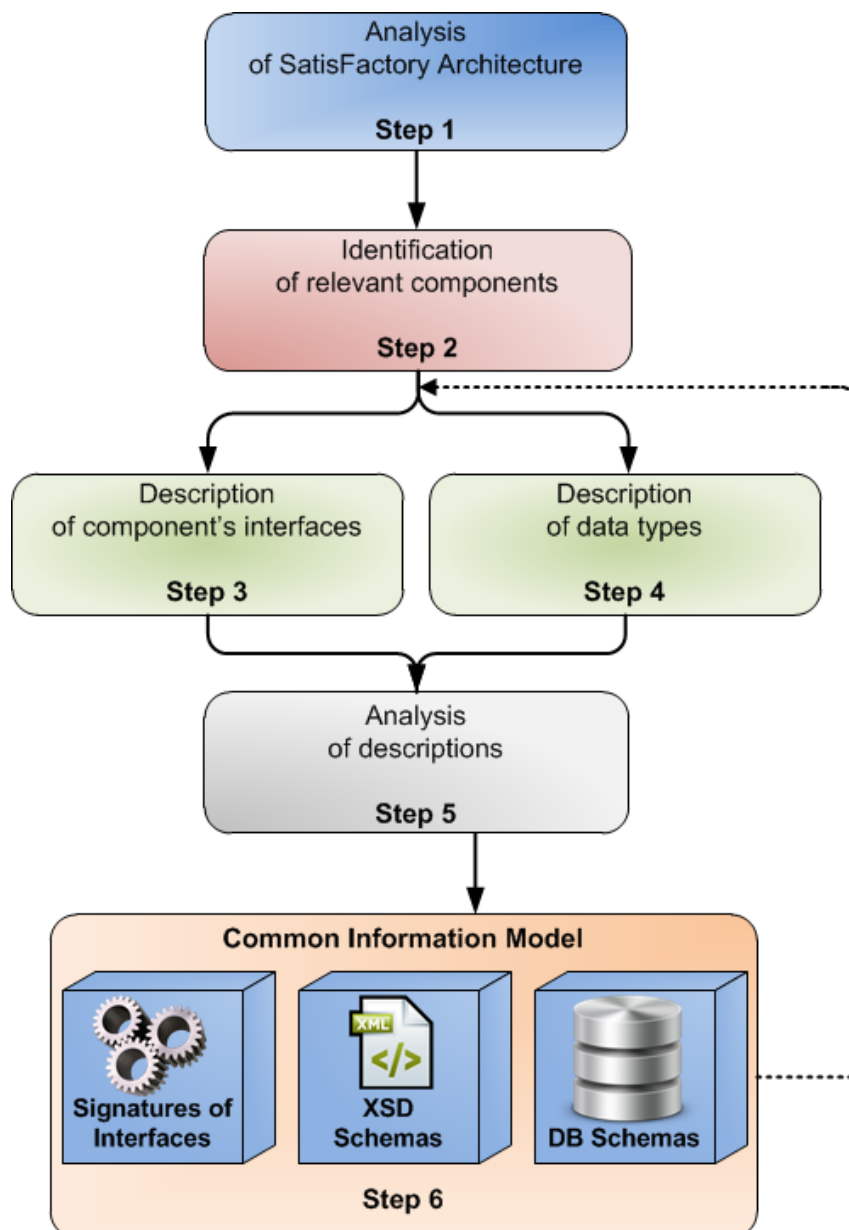 Analysis
of SatisFactory Architecture
Step 1
Identification
of relevant components
Step 2
Description
of component's interfaces
Step 3
Description
of data types
Step 4
Analysis
of descriptions
Step 5
Common Information Model
Signatures of
Interfaces
XML
</>
XSD
Schemas
DB Schemas
Step 6